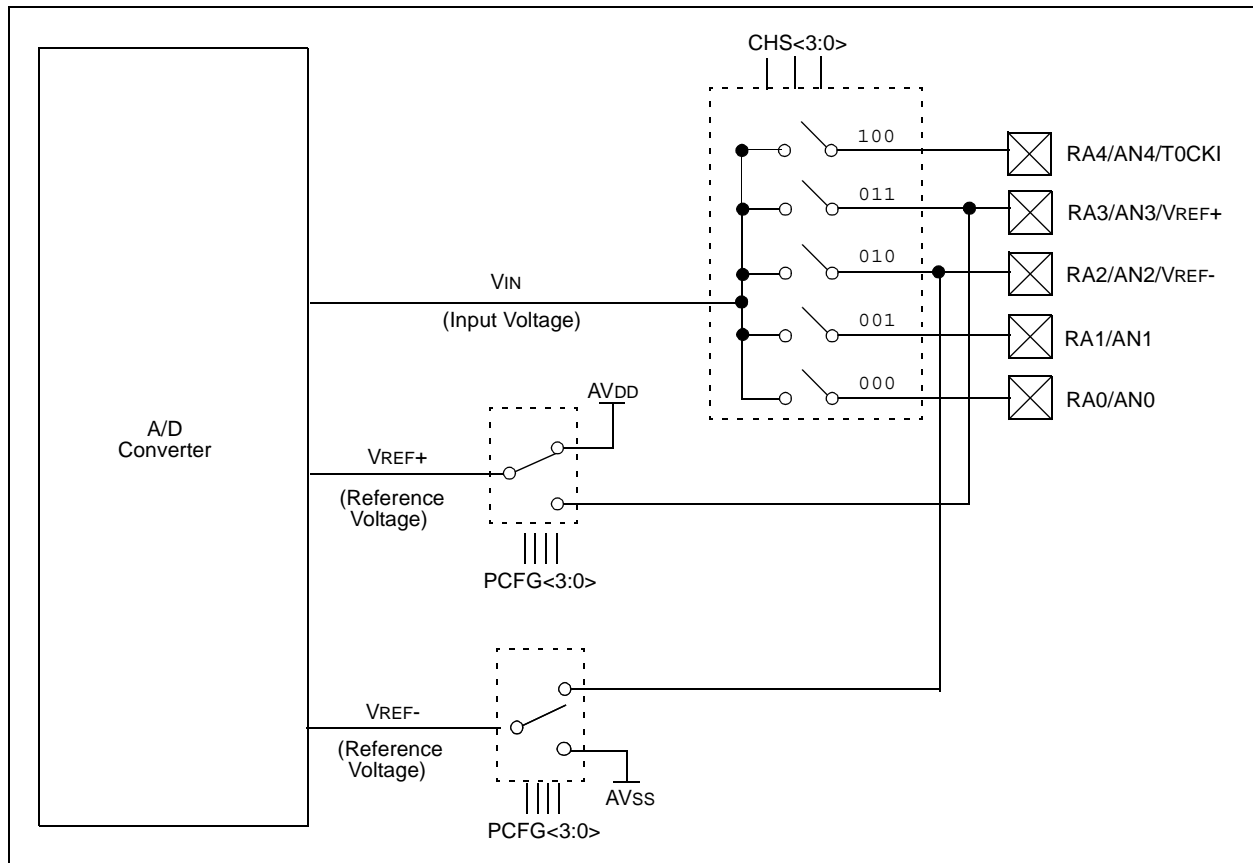 CHS<3:0>
100
RA4/AN4/T0CKI
011
RA3/AN3/VREF+
010
RA2/AN2/VREF-
VIN
(Input Voltage)
001
RA1/AN1
000
RA0/AN0
AVDD
A/D
Converter
VREF+
(Reference
Voltage)
PCFG<3:0>
VREF-
(Reference
Voltage)
AVSS
PCFG<3:0>